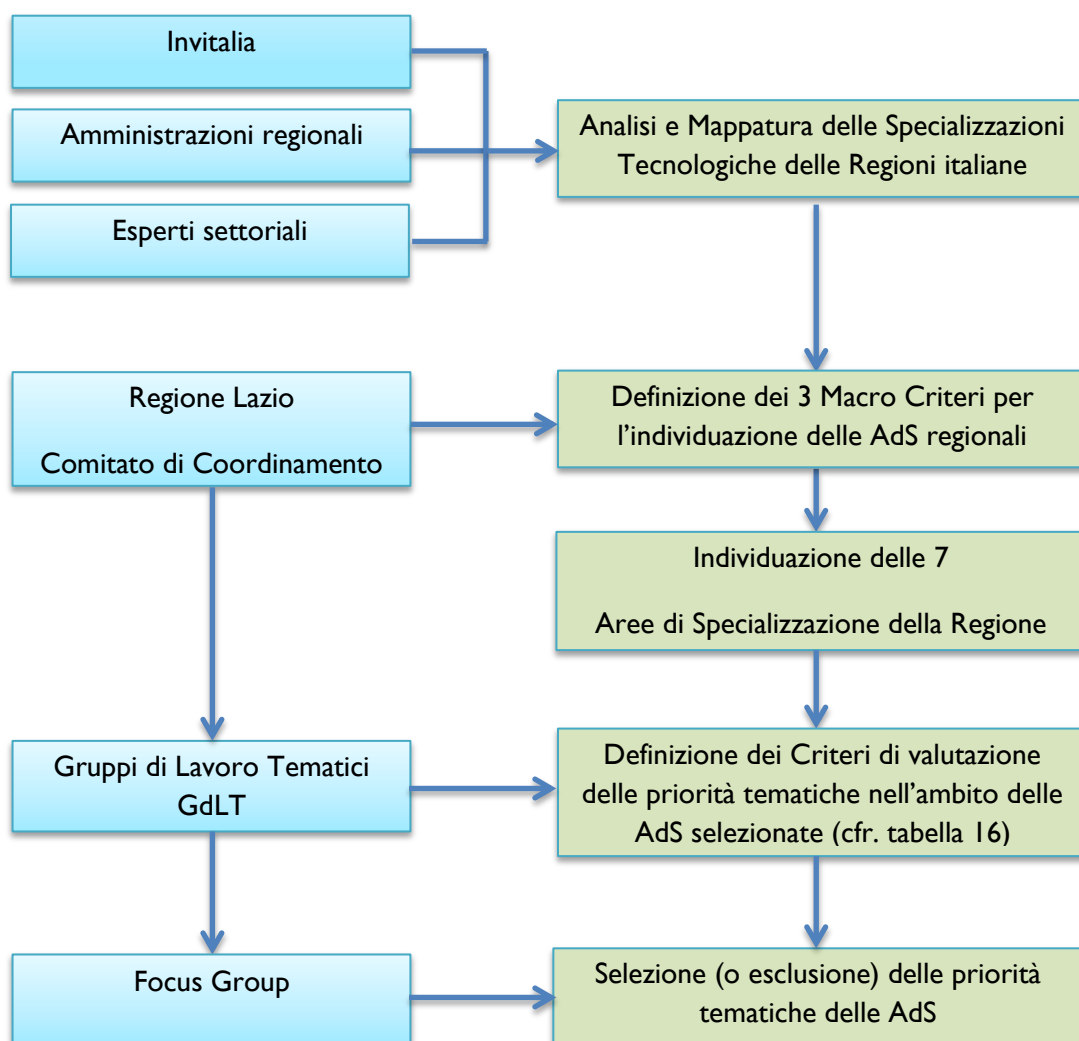 Invitalia
Amministrazioni regionali
Esperti settoriali
Analisi e Mappatura delle Specializzazioni
Tecnologiche delle Regioni italiane
Regione Lazio
Comitato di Coordinamento
Definizione dei 3 Macro Criteri per
l’individuazione delle AdS regionali
Individuazione delle 7
Aree di Specializzazione della Regione
Gruppi di Lavoro Tematici
GdLT
Definizione dei Criteri di valutazione
delle priorità tematiche nell’ambito delle
AdS selezionate (cfr. tabella 16)
Focus Group
Selezione (o esclusione) delle priorità
tematiche delle AdS